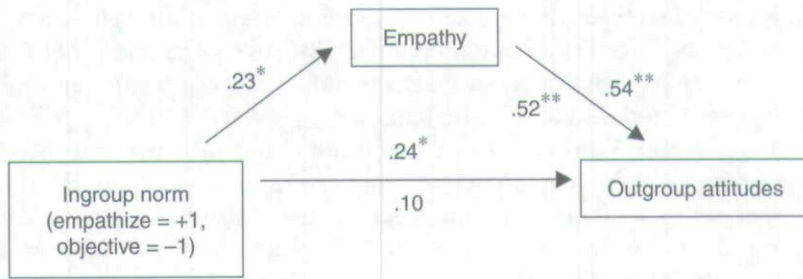 Empathy
.23*
.54**
.52**
.24*
.10
Ingroup norm
(empathize = +1,
objective = −1)
Outgroup attitudes